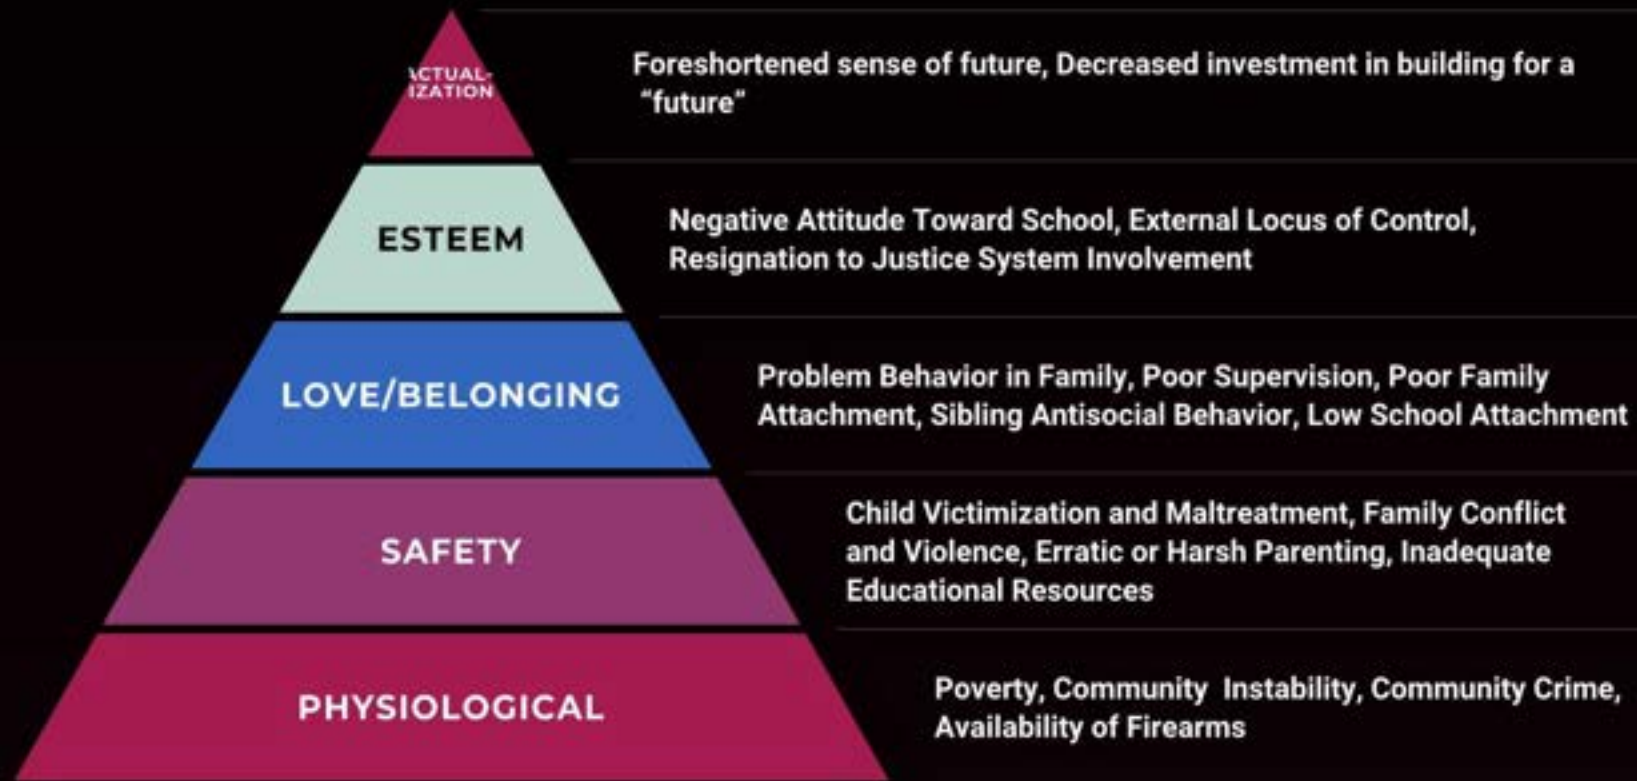 ACTUAL-
IZATION
Foreshortened sense of future, Decreased investment in building for a
“future”
ESTEEM
Negative Attitude Toward School, External Locus of Control,
Resignation to Justice System Involvement
LOVE/BELONGING
Problem Behavior in Family, Poor Supervision, Poor Family
Attachment, Sibling Antisocial Behavior, Low School Attachment
SAFETY
Child Victimization and Maltreatment, Family Conflict
and Violence, Erratic or Harsh Parenting, Inadequate
Educational Resources
PHYSIOLOGICAL
Poverty, Community Instability, Community Crime,
Availability of Firearms